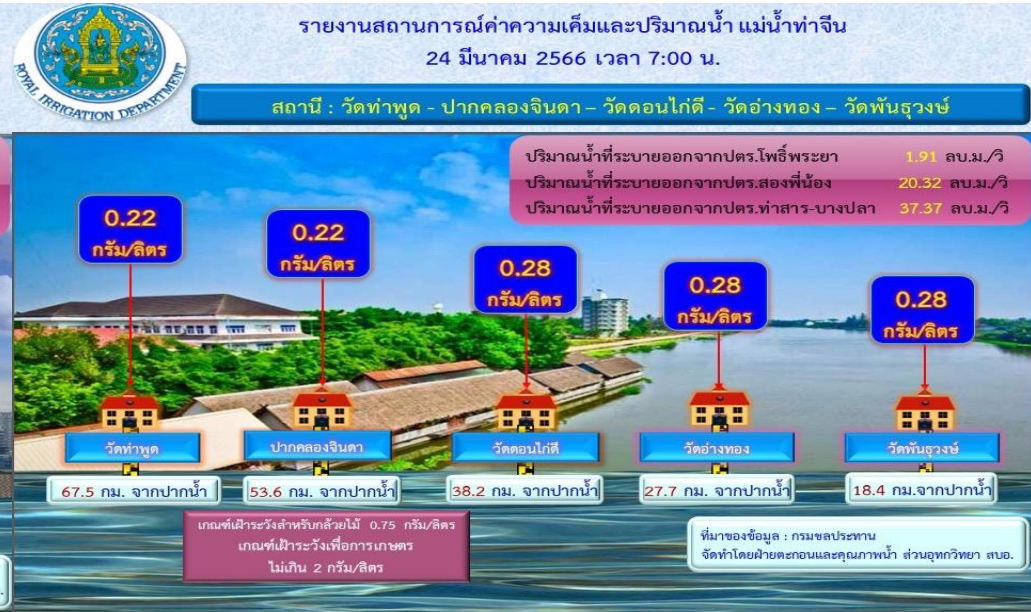 ROYAL IRRIGATION DEPARTMENT
รายงานสถานการณ์ค่าความเค็มและปริมาณน้ำ แม่น้ำท่าจีน
24 มีนาคม 2566 เวลา 7:00 น.
สถานี : วัดท่าพูด - ปากคลองจินดา – วัดดอนไก่ดี - วัดอ่างทอง – วัดพันธุวงษ์
ปริมาณน้ำที่ระบายออกจากปตร.โพธิ์พระยา 1.91 ลบ.ม./วิ
ปริมาณน้ำที่ระบายออกจากปตร.สองพี่น้อง 20.32 ลบ.ม./วิ
ปริมาณน้ำที่ระบายออกจากปตร.ท่าสาร-บางปลา 37.37 ลบ.ม./วิ
0.22
กรัม/ลิตร
0.22
กรัม/ลิตร
0.28
กรัม/ลิตร
0.28
กรัม/ลิตร
0.28
กรัม/ลิตร
วัดท่าพูด
ปากคลองจินดา
วัดดอนไก่ดี
วัดอ่างทอง
วัดพันธุวงษ์
67.5 กม. จากปากน้ำ
53.6 กม. จากปากน้ำ
38.2 กม. จากปากน้ำ
27.7 กม. จากปากน้ำ
18.4 กม.จากปากน้ำ
เกณฑ์เฝ้าระวังสำหรับกล้วยไม้ 0.75 กรัม/ลิตร
เกณฑ์เฝ้าระวังเพื่อการเกษตร
ไม่เกิน 2 กรัม/ลิตร
ที่มาของข้อมูล : กรมชลประทาน
จัดทำโดยฝ่ายตะกอนและคุณภาพน้ำ ส่วนอุทกวิทยา สบอ.